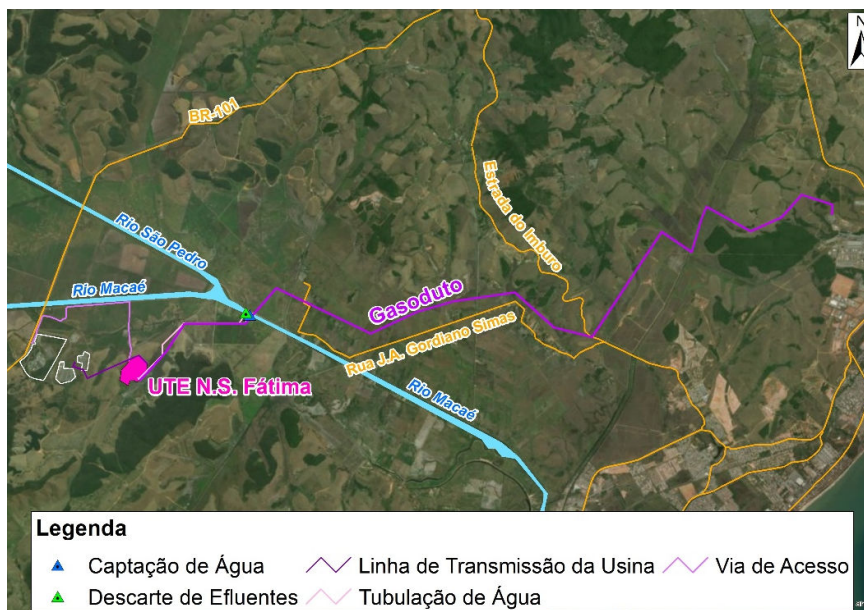 N
BR-101
Estrada do Imburo
Rio São Pedro
Rio Macaé
Gasoduto
Rua J.A. Gordiano Simas
UTE N.S. Fátima
Rio Macaé
Legenda
Captação de Água
Linha de Transmissão da Usina
Via de Acesso
Descarte de Efluentes
Tubulação de Água